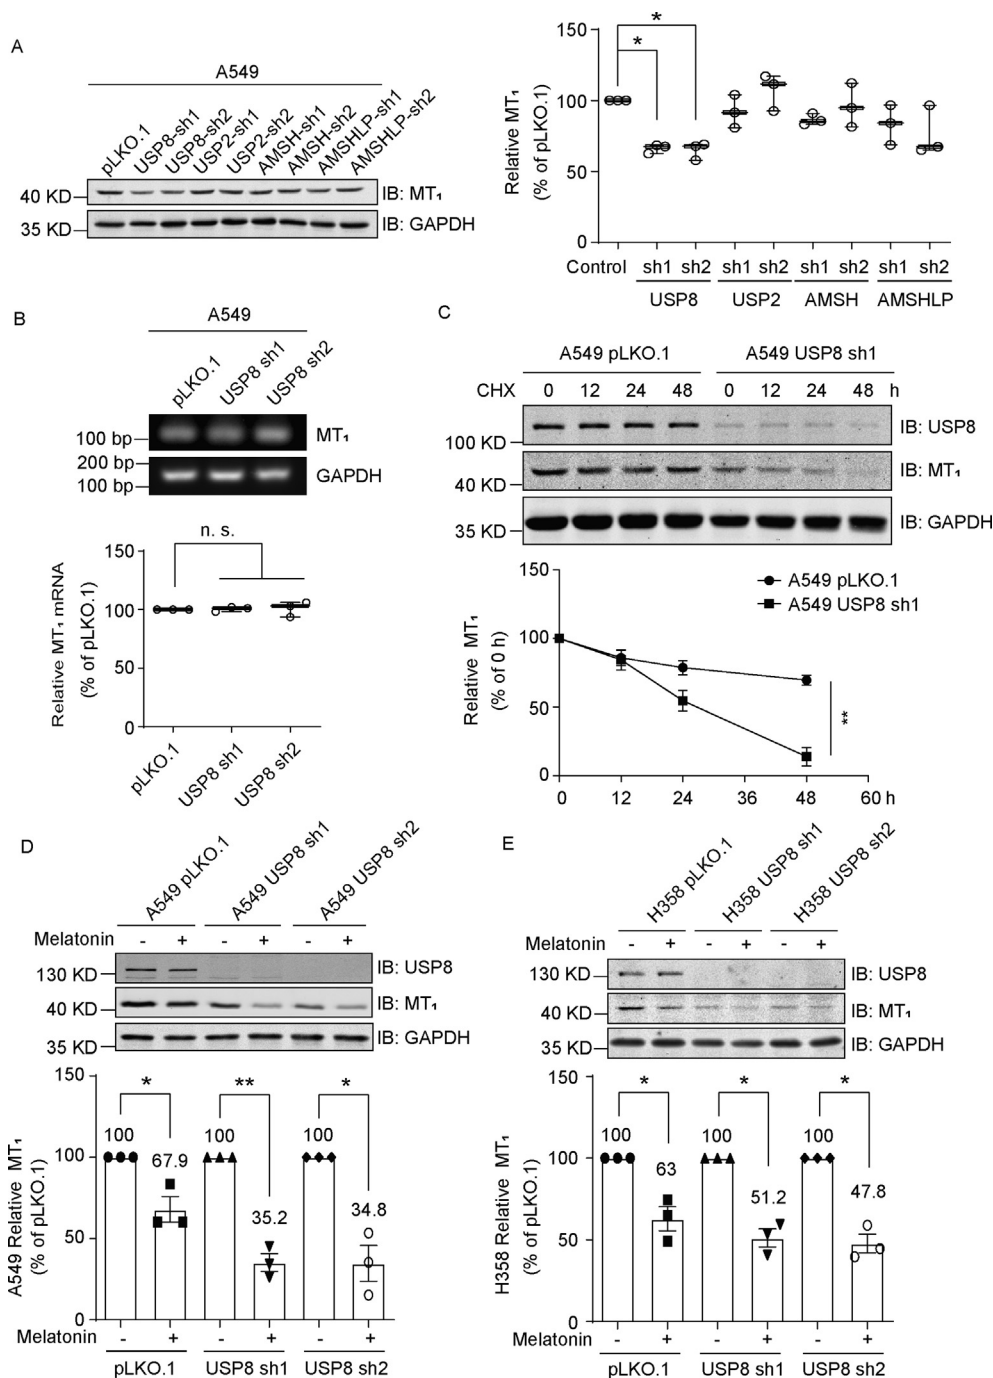 A
A549
pLKO.1
USP8-sh1
USP8-sh2
USP2-sh1
USP2-sh2
AMSH-sh1
AMSH-sh2
AMSHLP-sh1
AMSHLP-sh2
40 KD
IB: MT₁
35 KD
IB: GAPDH
Relative MT₁
(% of pLKO.1)
150
100
50
0
* *
Control sh1 sh2 sh1 sh2 sh1 sh2 sh1 sh2
USP8 USP2 AMSH AMSHLP
B
A549
pLKO.1
USP8 sh1
USP8 sh2
100 bp
MT₁
200 bp
100 bp
GAPDH
Relative MT₁ mRNA
(% of pLKO.1)
150
100
50
0
n. s.
pLKO.1
USP8 sh1
USP8 sh2
C
A549 pLKO.1 A549 USP8 sh1
CHX 0 12 24 48 0 12 24 48 h
100 KD
IB: USP8
40 KD
IB: MT₁
35 KD
IB: GAPDH
A549 pLKO.1
A549 USP8 sh1
Relative MT₁
(% of 0 h)
150
100
50
0
**
0 12 24 36 48 60 h
D
A549 pLKO.1
A549 USP8 sh1
A549 USP8 sh2
Melatonin - + - + - +
130 KD
IB: USP8
40 KD
IB: MT₁
35 KD
IB: GAPDH
A549 Relative MT₁
(% of pLKO.1)
150
100
50
0
* ** *
100 67.9 100 35.2 100 34.8
Melatonin - + - + - +
pLKO.1 USP8 sh1 USP8 sh2
E
H358 pLKO.1
H358 USP8 sh1
H358 USP8 sh2
Melatonin - + - + - +
130 KD
IB: USP8
40 KD
IB: MT₁
35 KD
IB: GAPDH
H358 Relative MT₁
(% of pLKO.1)
150
100
50
0
* * *
100 63 100 51.2 100 47.8
Melatonin - + - + - +
pLKO.1 USP8 sh1 USP8 sh2